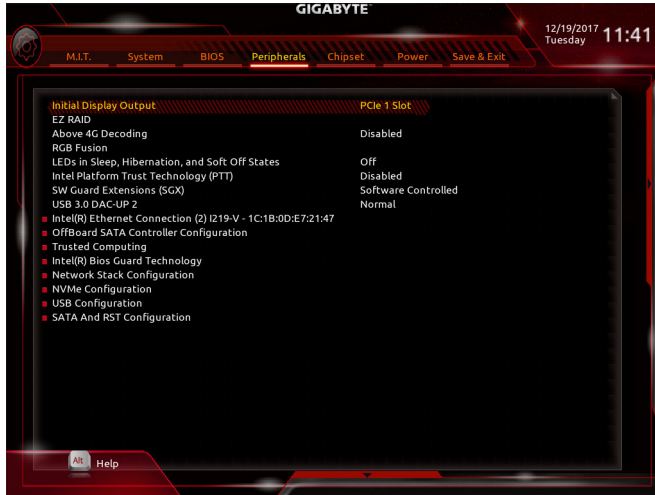 GIGABYTE
12/19/2017 11:41
Tuesday
M.I.T. System BIOS Peripherals Chipset Power Save & Exit
Initial Display Output PCIe 1 Slot
EZ RAID
Above 4G Decoding Disabled
RGB Fusion
LEDs in Sleep, Hibernation, and Soft Off States Off
Intel Platform Trust Technology (PTT) Disabled
SW Guard Extensions (SGX) Software Controlled
USB 3.0 DAC-UP 2 Normal
Intel(R) Ethernet Connection (2) I219-V - 1C:1B:0D:E7:21:47
OffBoard SATA Controller Configuration
Trusted Computing
Intel(R) Bios Guard Technology
Network Stack Configuration
NVMe Configuration
USB Configuration
SATA And RST Configuration
Alt Help